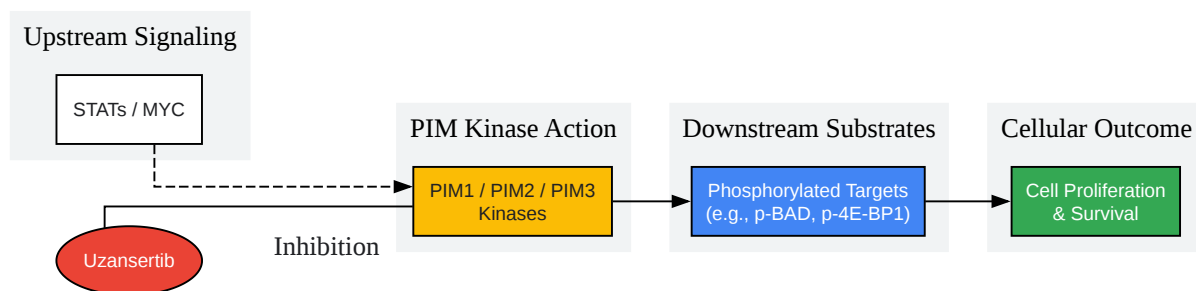 Upstream Signaling
STATs / MYC
PIM Kinase Action
PIM1 / PIM2 / PIM3
Kinases
Downstream Substrates
Phosphorylated Targets
(e.g., p-BAD, p-4E-BP1)
Cellular Outcome
Cell Proliferation
& Survival
Inhibition
Uzansertib